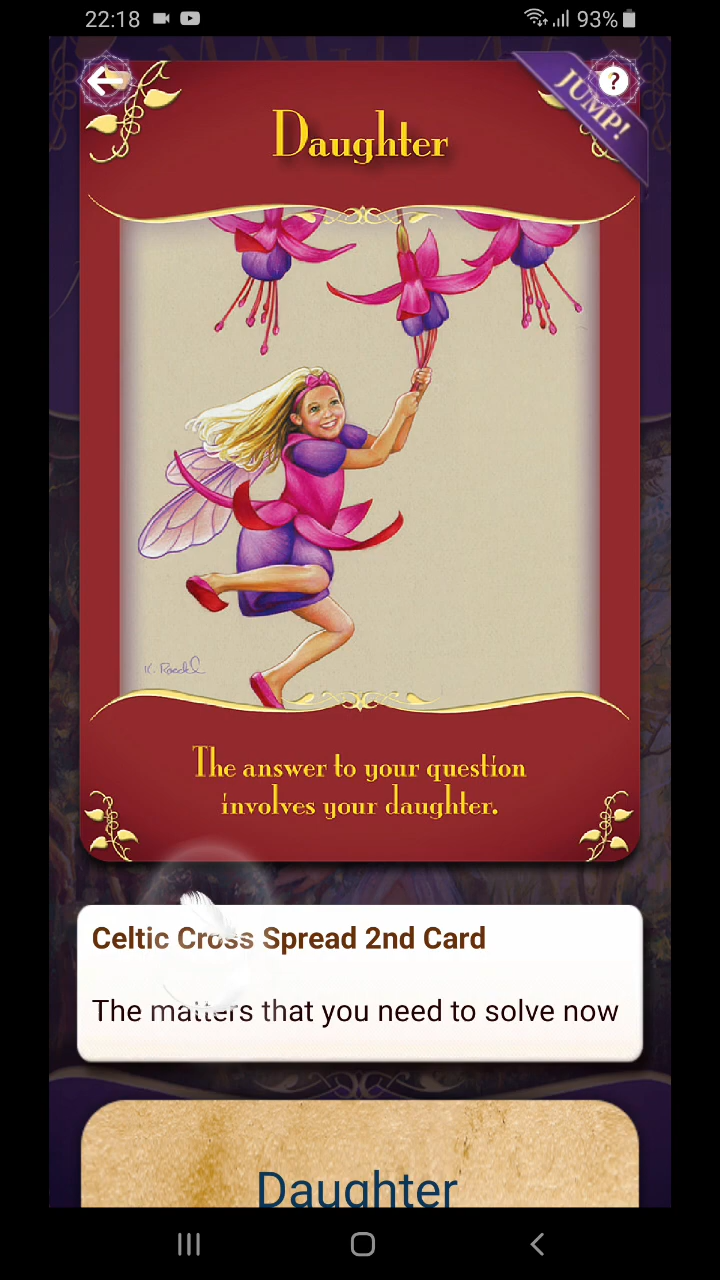 22:18
93%
JUMP!
?
Daughter
K. Roedel
The answer to your question
involves your daughter.
Celtic Cross Spread 2nd Card
The matters that you need to solve now
Daughter